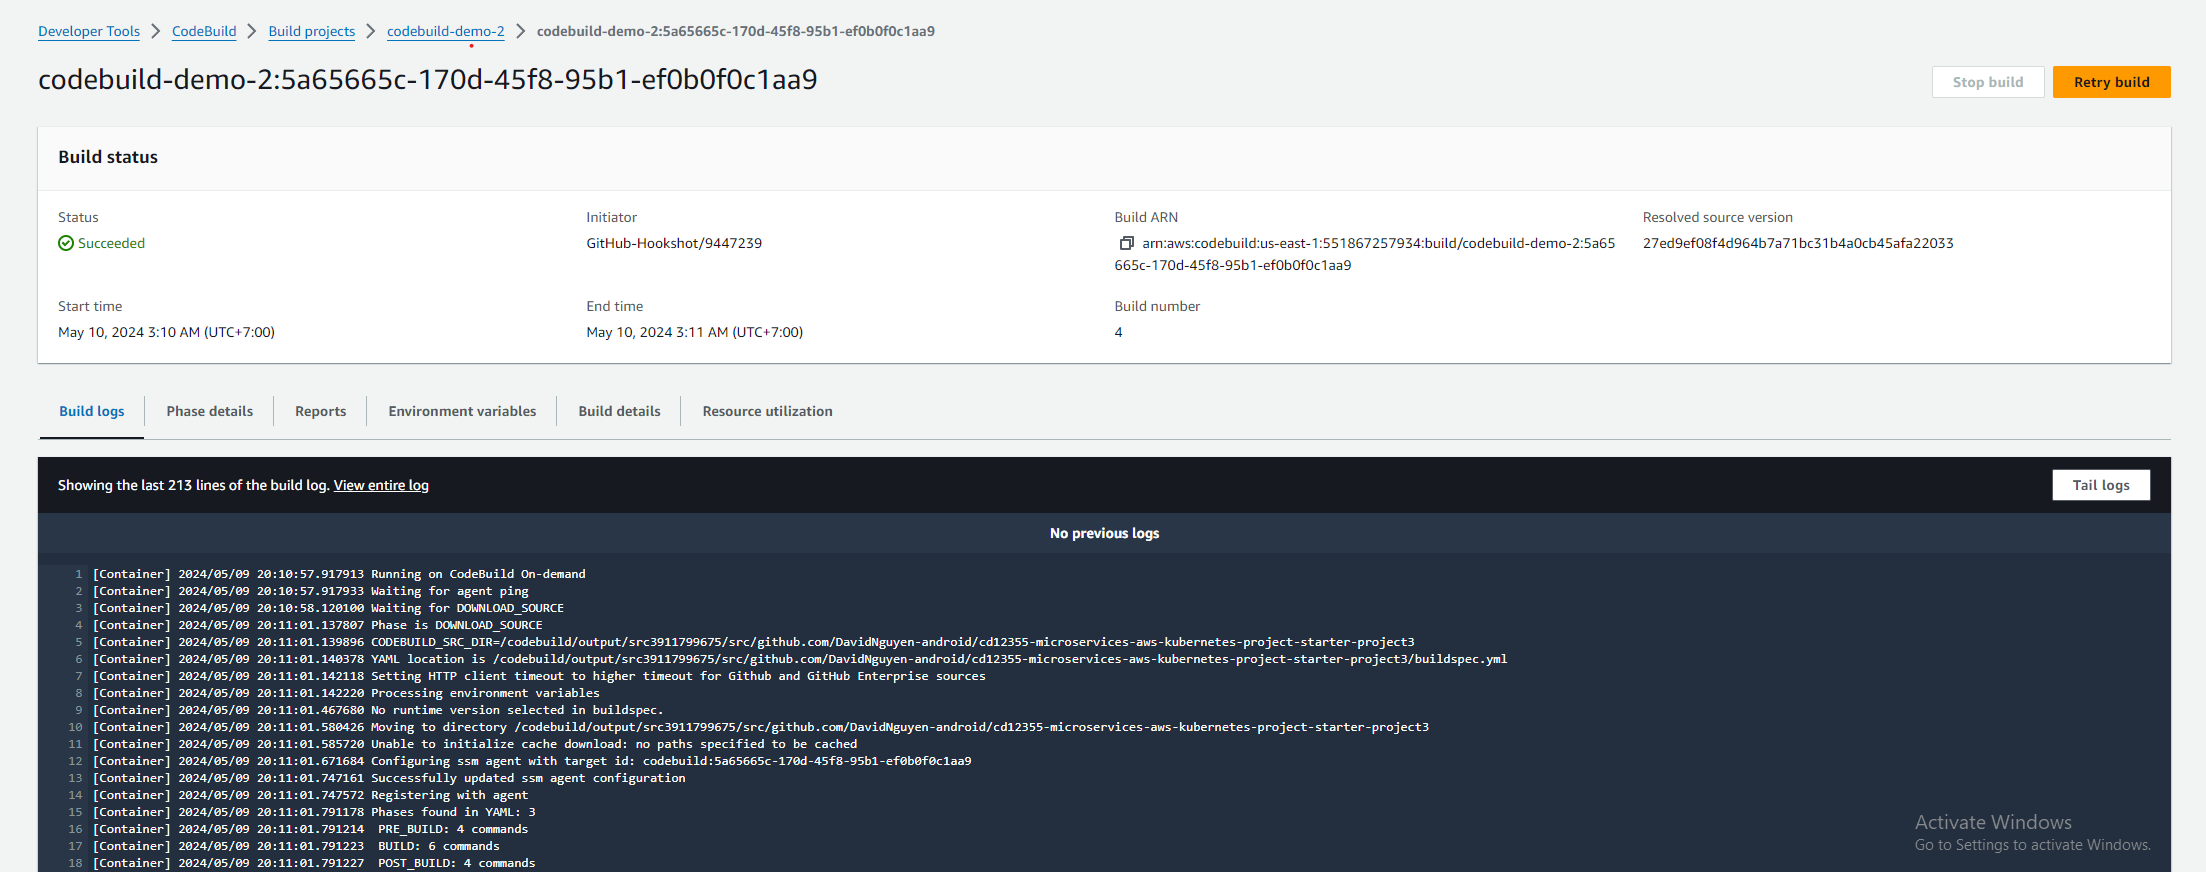 Developer Tools > CodeBuild > Build projects > codebuild-demo-2 > codebuild-demo-2:5a65665c-170d-45f8-95b1-ef0b0f0c1aa9
codebuild-demo-2:5a65665c-170d-45f8-95b1-ef0b0f0c1aa9
Stop build Retry build
Build status
Status Initiator Build ARN Resolved source version
Succeeded GitHub-Hookshot/9447239 arn:aws:codebuild:us-east-1:551867257934:build/codebuild-demo-2:5a65 27ed9ef08f4d964b7a71bc31b4a0cb45afa22033
665c-170d-45f8-95b1-ef0b0f0c1aa9
Start time End time Build number
May 10, 2024 3:10 AM (UTC+7:00) May 10, 2024 3:11 AM (UTC+7:00) 4
Build logs Phase details Reports Environment variables Build details Resource utilization
Showing the last 213 lines of the build log. View entire log Tail logs
No previous logs
1 [Container] 2024/05/09 20:10:57.917913 Running on CodeBuild On-demand
2 [Container] 2024/05/09 20:10:57.917933 Waiting for agent ping
3 [Container] 2024/05/09 20:10:58.120100 Waiting for DOWNLOAD_SOURCE
4 [Container] 2024/05/09 20:11:01.137807 Phase is DOWNLOAD_SOURCE
5 [Container] 2024/05/09 20:11:01.139896 CODEBUILD_SRC_DIR=/codebuild/output/src3911799675/src/github.com/DavidNguyen-android/cd12355-microservices-aws-kubernetes-project-starter-project3
6 [Container] 2024/05/09 20:11:01.140378 YAML location is /codebuild/output/src3911799675/src/github.com/DavidNguyen-android/cd12355-microservices-aws-kubernetes-project-starter-project3/buildspec.yml
7 [Container] 2024/05/09 20:11:01.142118 Setting HTTP client timeout to higher timeout for Github and GitHub Enterprise sources
8 [Container] 2024/05/09 20:11:01.142220 Processing environment variables
9 [Container] 2024/05/09 20:11:01.467680 No runtime version selected in buildspec.
10 [Container] 2024/05/09 20:11:01.580426 Moving to directory /codebuild/output/src3911799675/src/github.com/DavidNguyen-android/cd12355-microservices-aws-kubernetes-project-starter-project3
11 [Container] 2024/05/09 20:11:01.585720 Unable to initialize cache download: no paths specified to be cached
12 [Container] 2024/05/09 20:11:01.671684 Configuring ssm agent with target id: codebuild:5a65665c-170d-45f8-95b1-ef0b0f0c1aa9
13 [Container] 2024/05/09 20:11:01.747161 Successfully updated ssm agent configuration
14 [Container] 2024/05/09 20:11:01.747572 Registering with agent
15 [Container] 2024/05/09 20:11:01.791178 Phases found in YAML: 3
16 [Container] 2024/05/09 20:11:01.791214 PRE_BUILD: 4 commands
17 [Container] 2024/05/09 20:11:01.791223 BUILD: 6 commands
18 [Container] 2024/05/09 20:11:01.791227 POST_BUILD: 4 commands
Activate Windows
Go to Settings to activate Windows.